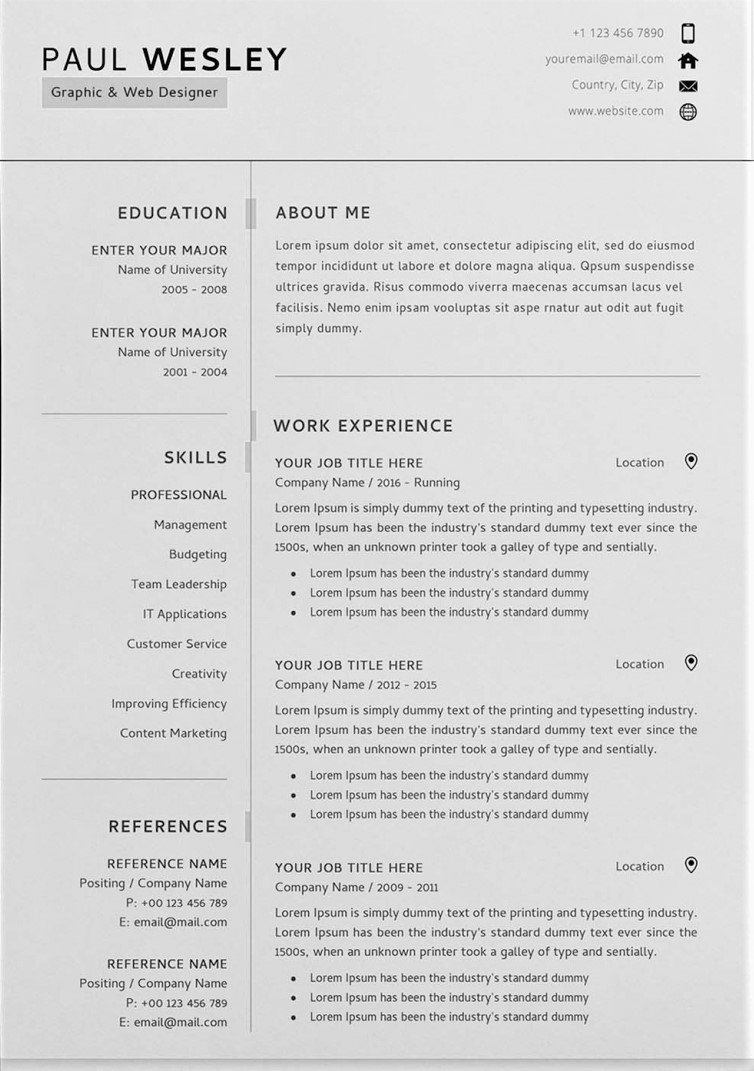 PAUL WESLEY
Graphic & Web Designer
+1 123 456 7890
youremail@email.com
Country, City, Zip
www.website.com
EDUCATION
ENTER YOUR MAJOR
Name of University
2005 - 2008
ENTER YOUR MAJOR
Name of University
2001 - 2004
SKILLS
PROFESSIONAL
Management
Budgeting
Team Leadership
IT Applications
Customer Service
Creativity
Improving Efficiency
Content Marketing
REFERENCES
REFERENCE NAME
Positing / Company Name
P: +00 123 456 789
E: email@mail.com
REFERENCE NAME
Positing / Company Name
P: +00 123 456 789
E: email@mail.com
ABOUT ME
Lorem ipsum dolor sit amet, consectetur adipiscing elit, sed do eiusmod
tempor incididunt ut labore et dolore magna aliqua. Qpsum suspendisse
ultrices gravida. Risus commodo viverra maecenas accumsan lacus vel
facilisis. Nemo enim ipsam vooluptas sit aspe rnatur aut odit aut fugit
simply dummy.
WORK EXPERIENCE
YOUR JOB TITLE HERE
Location
Company Name / 2016 - Running
Lorem Ipsum is simply dummy text of the printing and typesetting industry.
Lorem Ipsum has been the industry's standard dummy text ever since the
1500s, when an unknown printer took a galley of type and sentially.
• Lorem Ipsum has been the industry's standard dummy
• Lorem Ipsum has been the industry's standard dummy
• Lorem Ipsum has been the industry's standard dummy
YOUR JOB TITLE HERE
Location
Company Name / 2012 - 2015
Lorem Ipsum is simply dummy text of the printing and typesetting industry.
Lorem Ipsum has been the industry's standard dummy text ever since the
1500s, when an unknown printer took a galley of type and sentially.
• Lorem Ipsum has been the industry's standard dummy
• Lorem Ipsum has been the industry's standard dummy
• Lorem Ipsum has been the industry's standard dummy
YOUR JOB TITLE HERE
Location
Company Name / 2009 - 2011
Lorem Ipsum is simply dummy text of the printing and typesetting industry.
Lorem Ipsum has been the industry's standard dummy text ever since the
1500s, when an unknown printer took a galley of type and sentially.
• Lorem Ipsum has been the industry's standard dummy
• Lorem Ipsum has been the industry's standard dummy
• Lorem Ipsum has been the industry's standard dummy